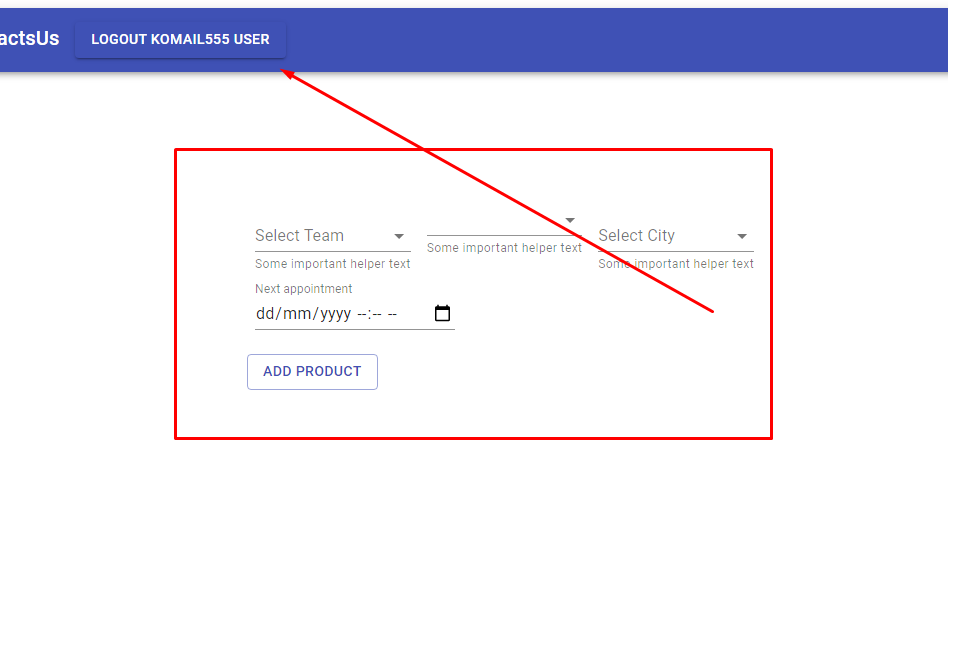 actsUs LOGOUT KOMAIL555 USER
Select Team Select City
Some important helper text Some important helper text Some important helper text
Next appointment
dd/mm/yyyy --:-- --
ADD PRODUCT